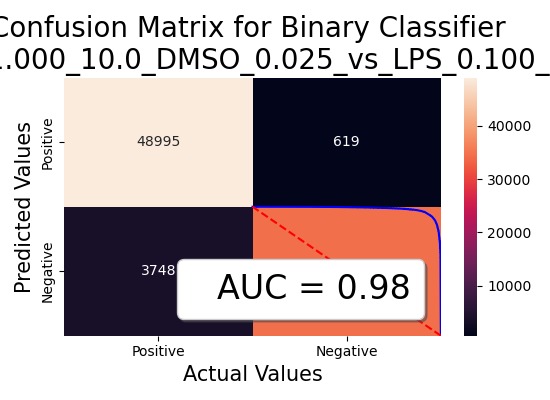 Confusion Matrix for Binary Classifier
1.000_10.0_DMSO_0.025_vs_LPS_0.100_
Predicted Values
Positive
Negative
48995
619
3748
AUC = 0.98
Positive
Negative
Actual Values
40000
30000
20000
10000